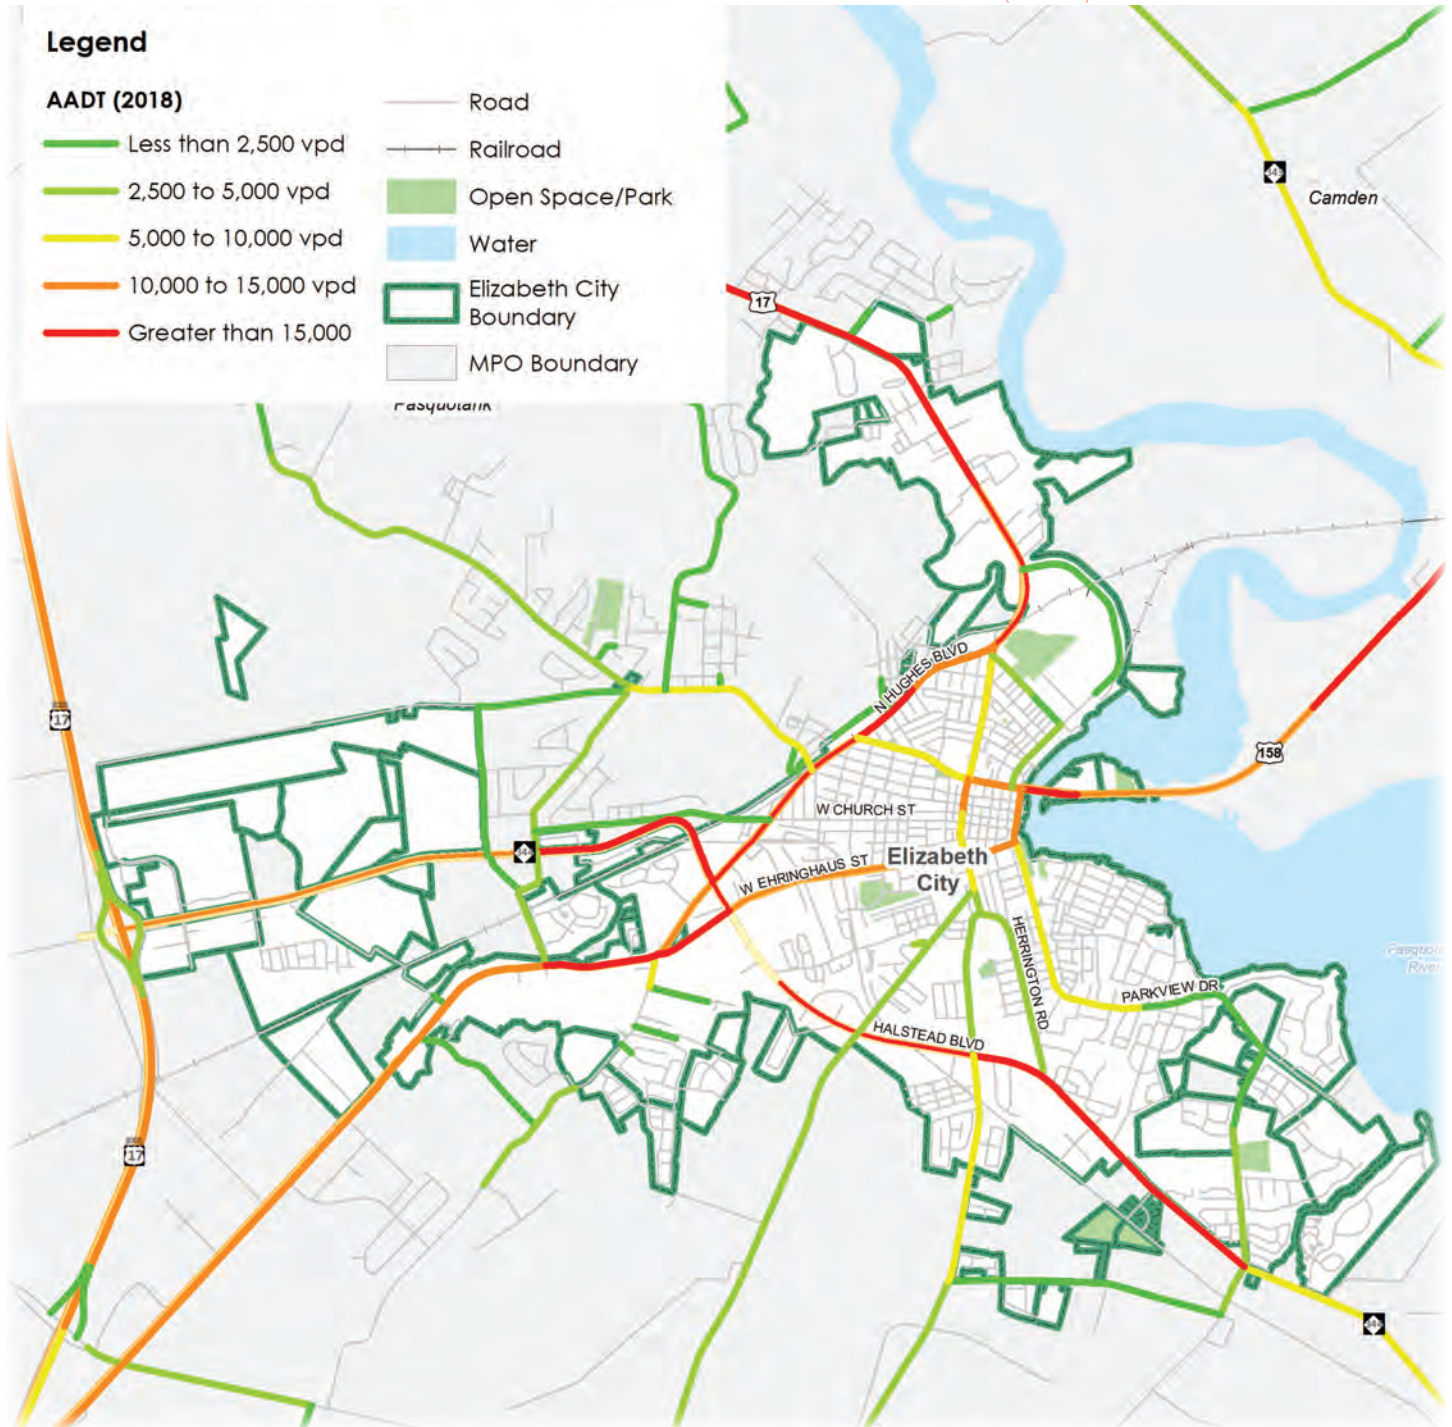 Legend
AADT (2018)
Less than 2,500 vpd
2,500 to 5,000 vpd
5,000 to 10,000 vpd
10,000 to 15,000 vpd
Greater than 15,000
Road
Railroad
Open Space/Park
Water
Elizabeth City
Boundary
MPO Boundary
Pasquotank
17
Camden
N HUGHES BLVD
17
158
W CHURCH ST
344
W EHRINGHAUS ST
Elizabeth
City
HERRINGTON RD
PARKVIEW DR
HALSTEAD BLVD
River
17